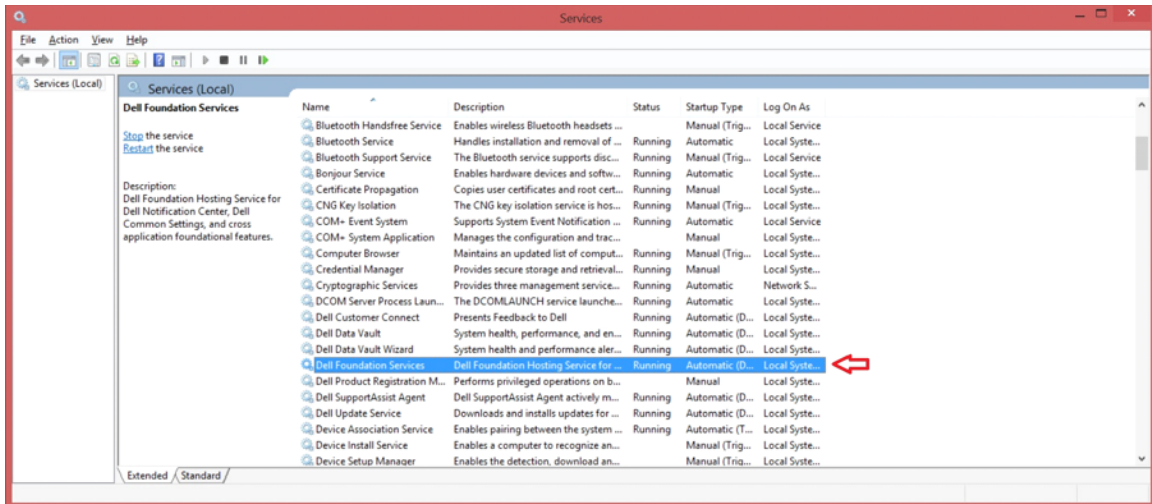 Services
File Action View Help
Services (Local)
Services (Local)
Dell Foundation Services
Stop the service
Restart the service
Description:
Dell Foundation Hosting Service for
Dell Notification Center, Dell
Common Settings, and cross
application foundational features.
Name Description Status Startup Type Log On As
Bluetooth Handsfree Service Enables wireless Bluetooth headsets ... Manual (Trig... Local Service
Bluetooth Service Handles installation and removal of ... Running Automatic Local Syste...
Bluetooth Support Service The Bluetooth service supports disc... Running Manual (Trig... Local Service
Bonjour Service Enables hardware devices and softw... Running Automatic Local Syste...
Certificate Propagation Copies user certificates and root cert... Running Manual Local Syste...
CNG Key Isolation The CNG key isolation service is hos... Running Manual (Trig... Local Syste...
COM+ Event System Supports System Event Notification ... Running Automatic Local Service
COM+ System Application Manages the configuration and trac... Manual Local Syste...
Computer Browser Maintains an updated list of comput... Running Manual (Trig... Local Syste...
Credential Manager Provides secure storage and retrieval... Running Manual Local Syste...
Cryptographic Services Provides three management service... Running Automatic Network S...
DCOM Server Process Laun... The DCOMLAUNCH service launche... Running Automatic Local Syste...
Dell Customer Connect Presents Feedback to Dell Running Automatic (D... Local Syste...
Dell Data Vault System health, performance, and en... Running Automatic (D... Local Syste...
Dell Data Vault Wizard System health and performance aler... Running Automatic (D... Local Syste...
Dell Foundation Services Dell Foundation Hosting Service for ... Running Automatic (D... Local Syste...
Dell Product Registration M... Performs privileged operations on b... Manual Local Syste...
Dell SupportAssist Agent Dell SupportAssist Agent actively m... Running Automatic (D... Local Syste...
Dell Update Service Downloads and installs updates for ... Running Automatic (D... Local Syste...
Device Association Service Enables pairing between the system ... Running Automatic (T... Local Syste...
Device Install Service Enables a computer to recognize an... Manual (Trig... Local Syste...
Device Setup Manager Enables the detection, download an... Manual (Trig... Local Syste...
Extended Standard